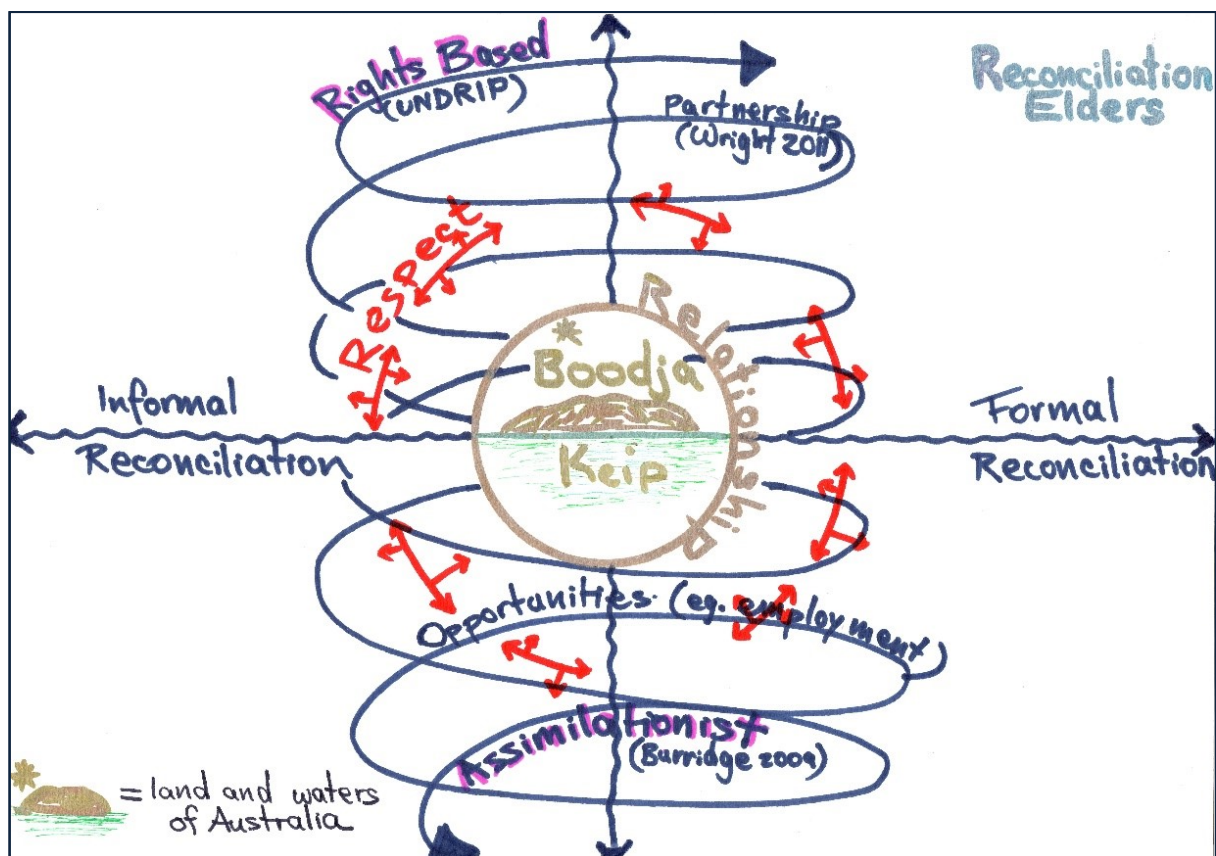 Rights Based
(UNDRIP)
Reconciliation
Elders
Partnership
(Wright 2011)
Respect
Relationship
Boodja
Keip
Informal
Reconciliation
Formal
Reconciliation
Opportunities. (eg. employment
Assimilationist
(Burridge 2009)
= land and waters
of Australia